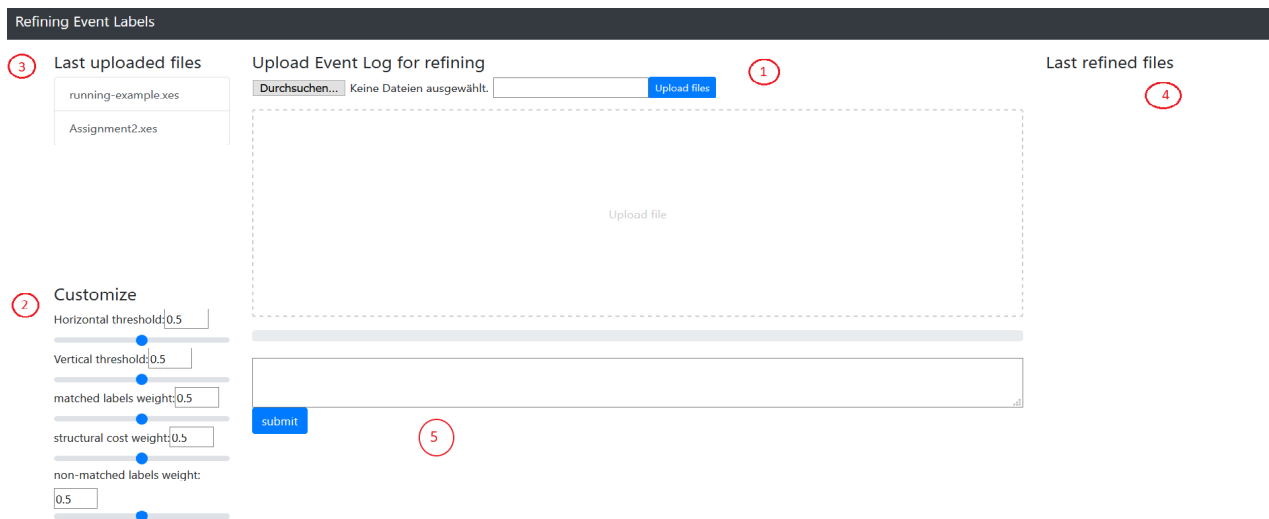 Refining Event Labels
3
Last uploaded files
running-example.xes
Assignment2.xes
Upload Event Log for refining
1
Durchsuchen... Keine Dateien ausgewählt. Upload files
Upload file
Last refined files
4
2
Customize
Horizontal threshold: 0.5
Vertical threshold: 0.5
matched labels weight: 0.5
structural cost weight: 0.5
non-matched labels weight:
0.5
submit
5